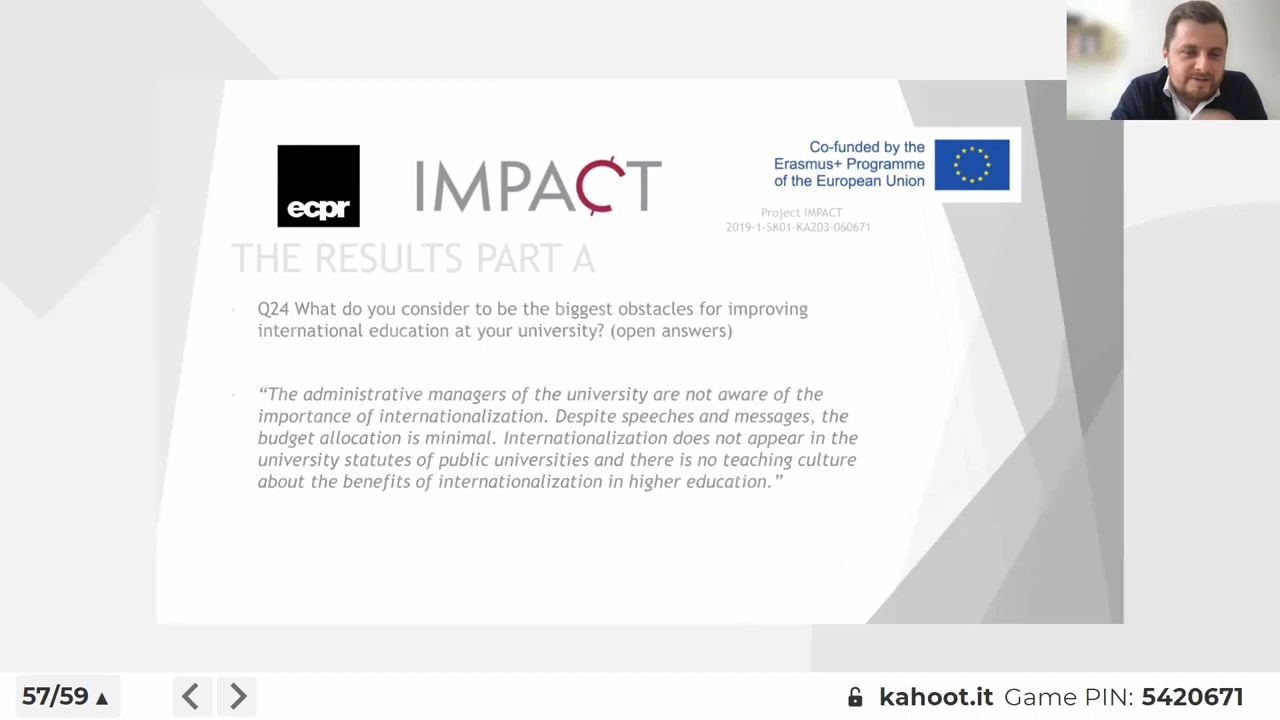 ecpr
IMPACT
Co-funded by the
Erasmus+ Programme
of the European Union
Project IMPACT
2019-1-SK01-KA203-060671
THE RESULTS PART A
Q24 What do you consider to be the biggest obstacles for improving
international education at your university? (open answers)
“The administrative managers of the university are not aware of the
importance of internationalization. Despite speeches and messages, the
budget allocation is minimal. Internationalization does not appear in the
university statutes of public universities and there is no teaching culture
about the benefits of internationalization in higher education.”
57/59 ▲
kahoot.it Game PIN: 5420671